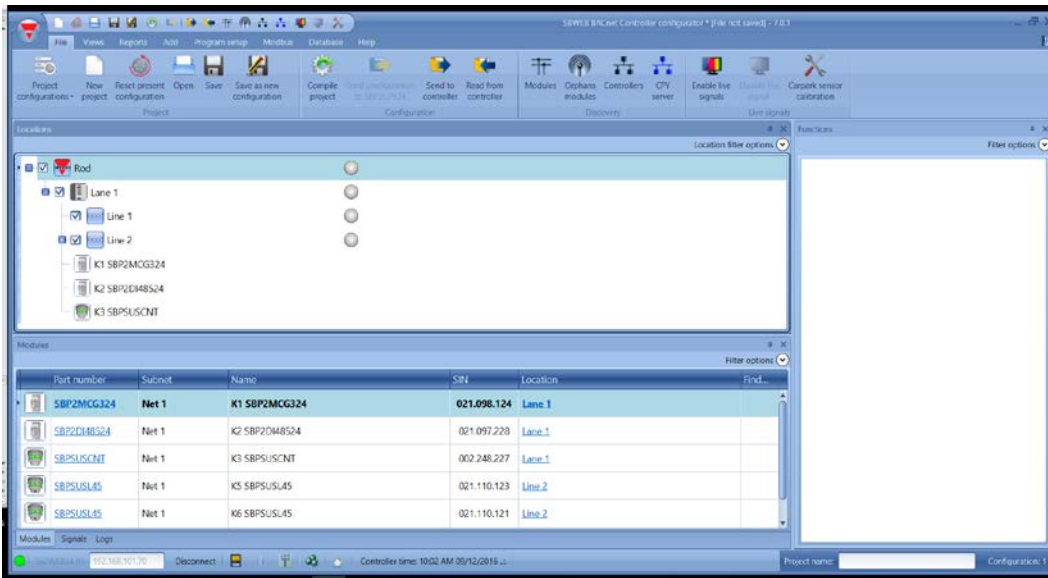 SBWEB BACnet Controller configurator * [File not saved] - 7.0.3
File Views Reports Add Program setup Modbus Database Help
Project configurations New project Reset present configuration Open Save Save as new configuration
Compile project Send to controller Read from controller
Modules Orphans modules Controllers CPY server
Enable live signals Carpark sensor calibration
Project Configuration Discovery Live signals
Locations
Location filter options
Rod
Lane 1
Line 1
Line 2
K1 SBP2MCG324
K2 SBP2DI48524
K3 SBPSUSCNT
Functions
Filter options
Modules
Filter options
Part number Subnet Name SIN Location Find...
SBP2MCG324 Net 1 K1 SBP2MCG324 021.098.124 Lane 1
SBP2DI48524 Net 1 K2 SBP2DI48524 021.097.228 Lane 1
SBPSUSCNT Net 1 K3 SBPSUSCNT 002.248.227 Lane 1
SBPSUSL45 Net 1 K5 SBPSUSL45 021.110.123 Line 2
SBPSUSL45 Net 1 K6 SBPSUSL45 021.110.121 Line 2
Modules Signals Logs
192.168.101.70 Disconnect Controller time: 10:02 AM 09/12/2016 Project name: Configuration: 1